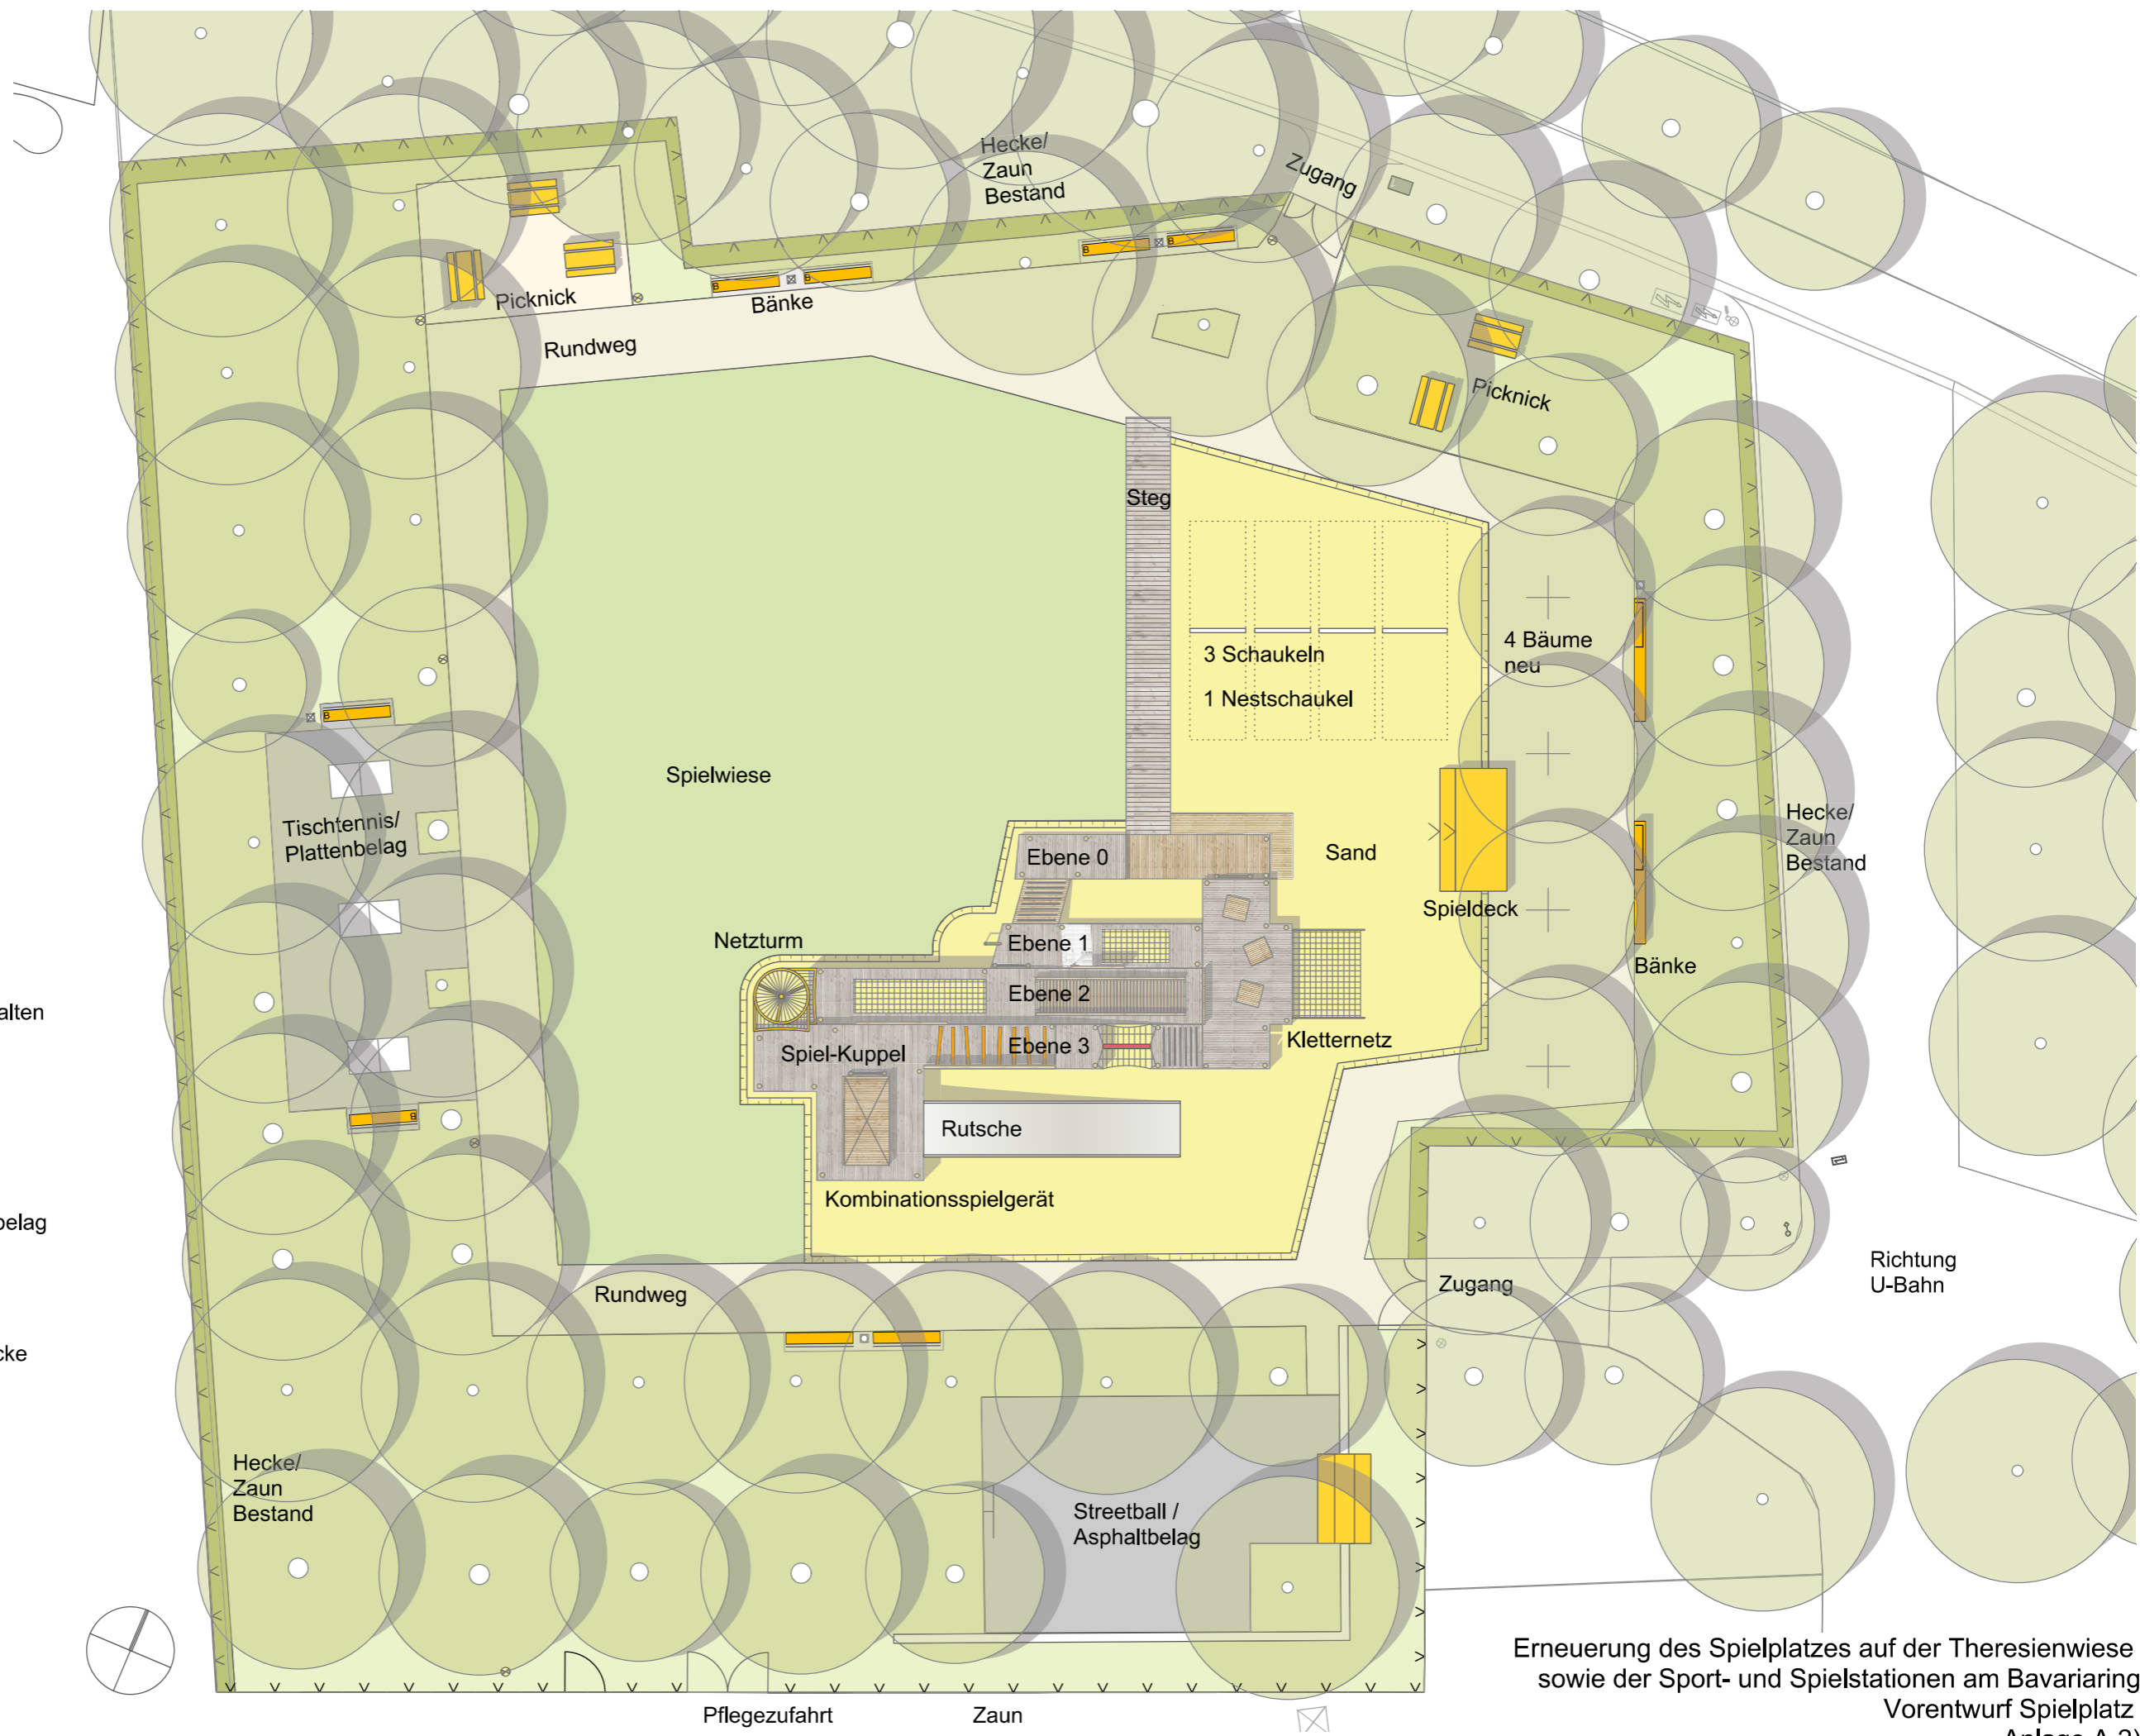 Hecke/
Zaun
Bestand
Zugang
Picknick
Bänke
Rundweg
Picknick
Steg
3 Schaukeln
1 Nestschaukel
4 Bäume
neu
Spielwiese
Tischtennis/
Plattenbelag
Hecke/
Zaun
Bestand
Ebene 0
Sand
Spieldeck
Netzturm
Ebene 1
Bänke
Ebene 2
alten
Spiel-Kuppel
Ebene 3
Kletternetz
Rutsche
Kombinationsspielgerät
belag
Rundweg
Zugang
Richtung
U-Bahn
cke
Hecke/
Zaun
Bestand
Streetball /
Asphaltbelag
Pflegezufahrt
Zaun
Erneuerung des Spielplatzes auf der Theresienwiese
sowie der Sport- und Spielstationen am Bavariaring
Vorentwurf Spielplatz